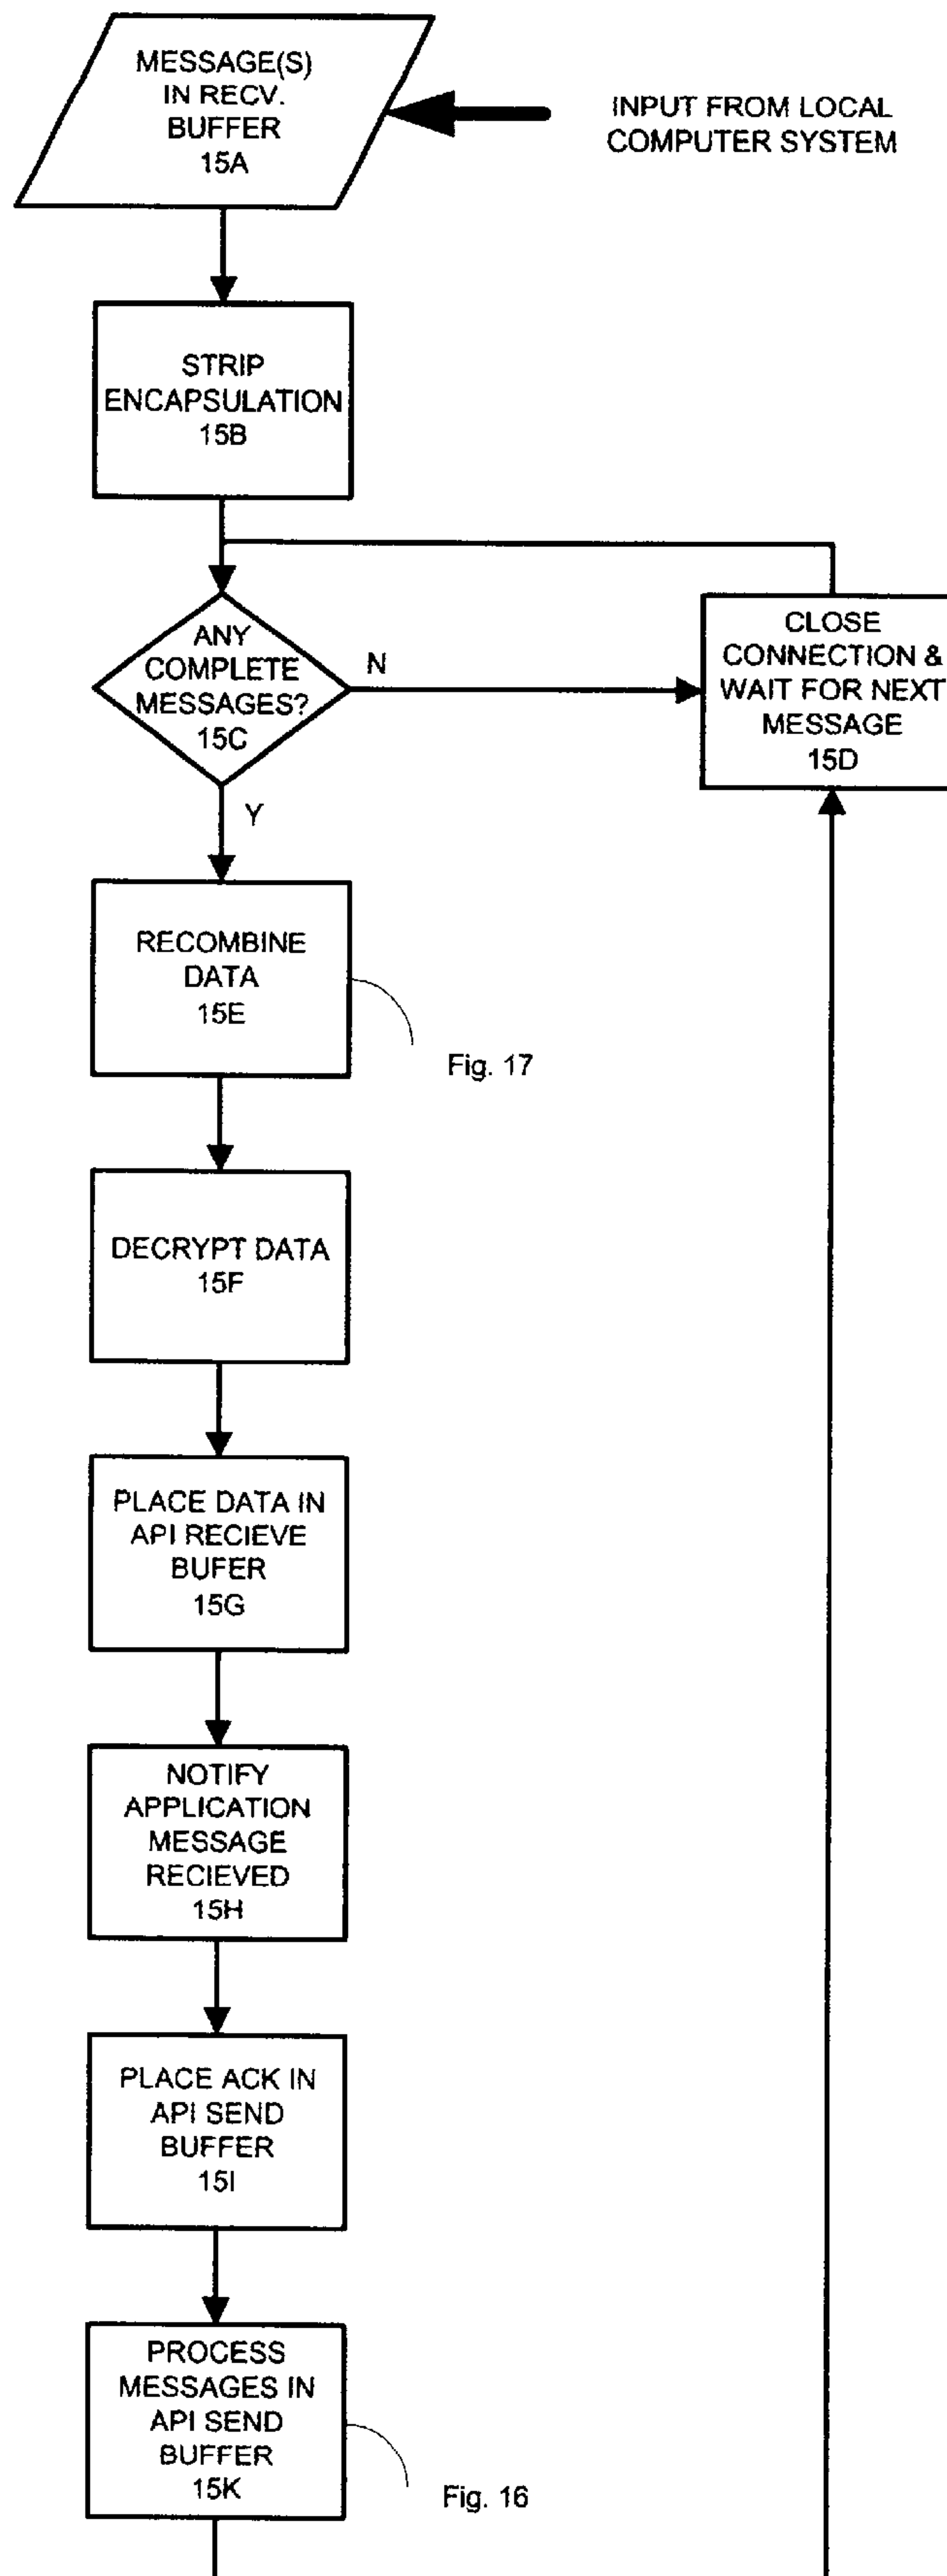 MESSAGE(S)
IN RECV.
BUFFER
15A
INPUT FROM LOCAL
COMPUTER SYSTEM
STRIP
ENCAPSULATION
15B
ANY
COMPLETE
MESSAGES?
15C
N
CLOSE
CONNECTION &
WAIT FOR NEXT
MESSAGE
15D
Y
RECOMBINE
DATA
15E
Fig. 17
DECRYPT DATA
15F
PLACE DATA IN
API RECIEVE
BUFER
15G
NOTIFY
APPLICATION
MESSAGE
RECIEVED
15H
PLACE ACK IN
API SEND
BUFFER
15I
PROCESS
MESSAGES IN
API SEND
BUFFER
15K
Fig. 16